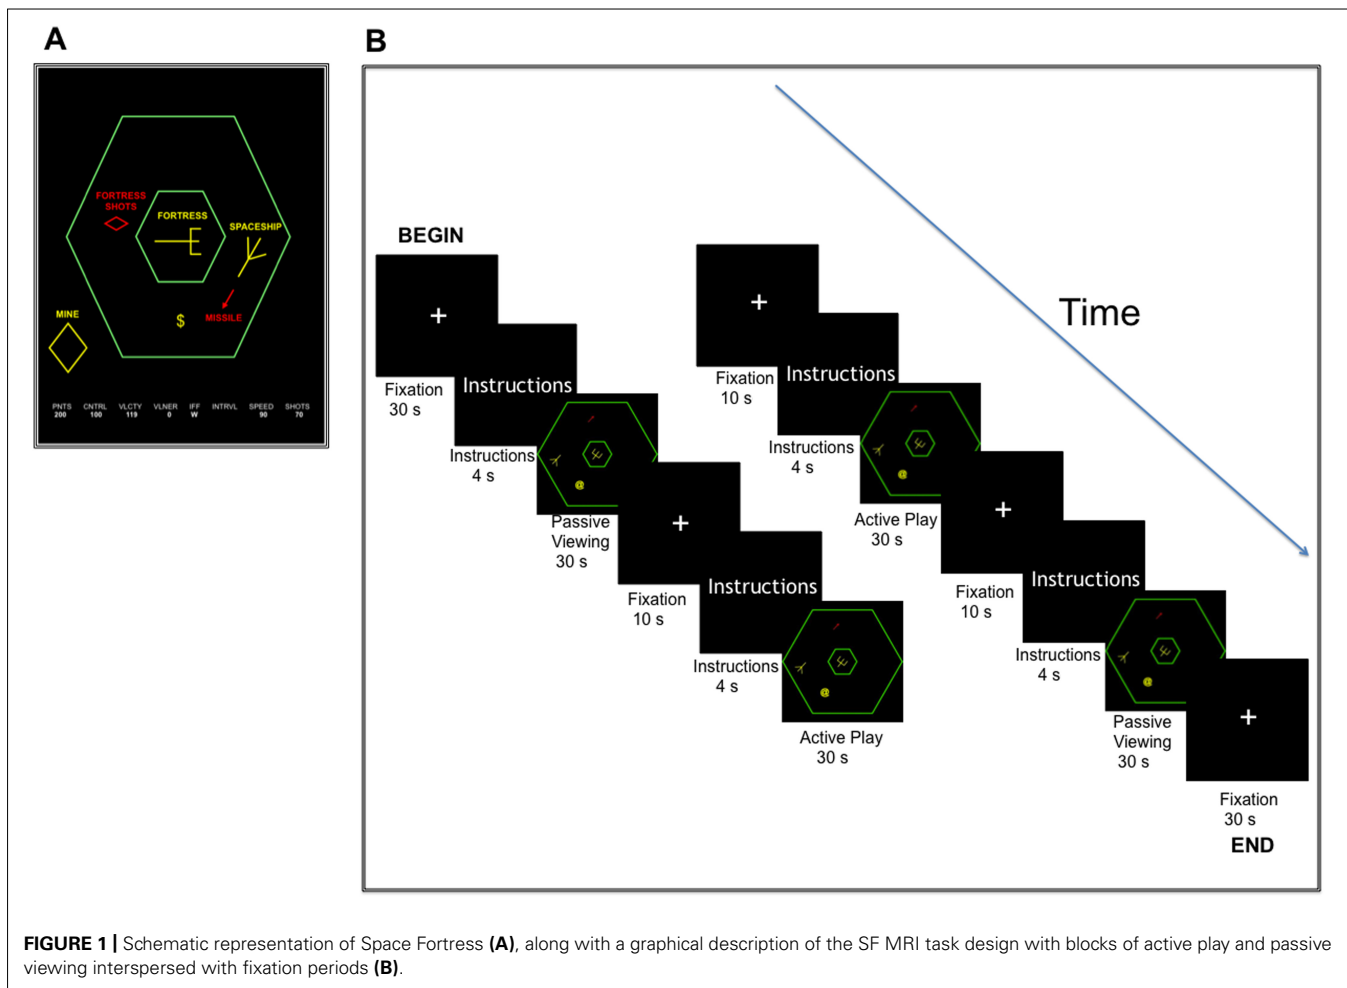 A
FORTRESS
SHOTS
FORTRESS
SPACESHIP
MINE
$
MISSILE
PNTS CNTRL VLCTY VLNER IFF INTRVL SPEED SHOTS
200 100 119 0 W 90 70
B
Time
BEGIN
Fixation
30 s
Instructions
Instructions
4 s
@
Passive
Viewing
30 s
Fixation
10 s
Instructions
Instructions
4 s
@
Active Play
30 s
Fixation
10 s
Instructions
Instructions
4 s
@
Active Play
30 s
Fixation
10 s
Instructions
Instructions
4 s
@
Passive
Viewing
30 s
Fixation
30 s
END
FIGURE 1 | Schematic representation of Space Fortress (A), along with a graphical description of the SF MRI task design with blocks of active play and passive
viewing interspersed with fixation periods (B).